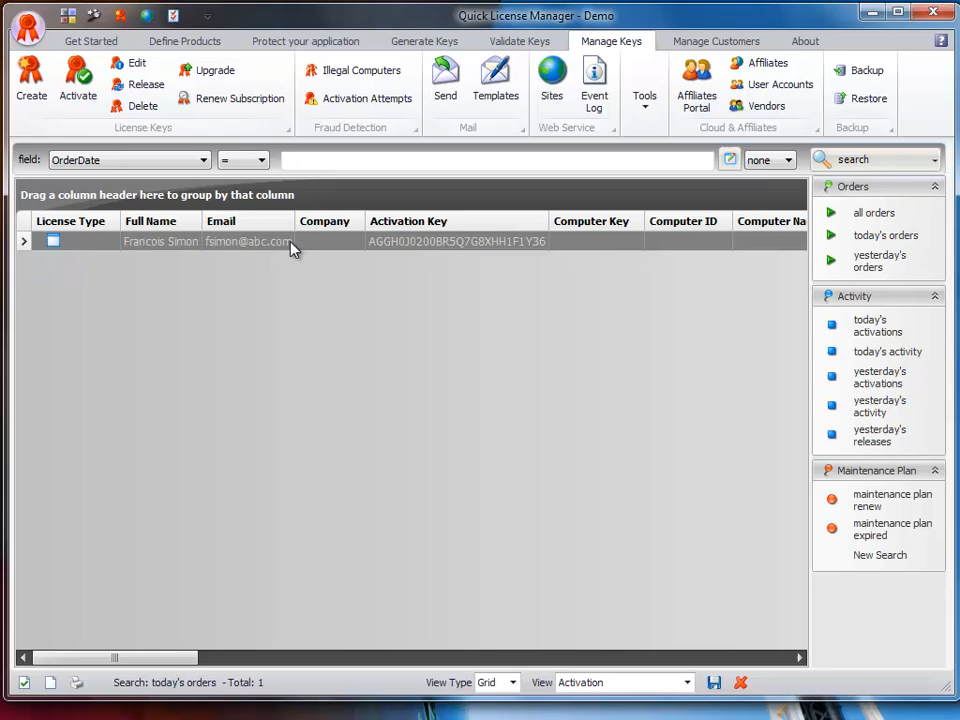 Quick License Manager - Demo
Get Started Define Products Protect your application Generate Keys Validate Keys Manage Keys Manage Customers About
Create Activate Edit Release Delete Upgrade Renew Subscription
License Keys
Illegal Computers
Activation Attempts
Fraud Detection
Send Templates
Mail
Sites Event Log
Web Service
Tools
Affiliates Portal Affiliates User Accounts Vendors
Cloud & Affiliates
Backup
Restore
Backup
field: OrderDate = none search
Drag a column header here to group by that column
License Type Full Name Email Company Activation Key Computer Key Computer ID Computer Na
Francois Simon fsimon@abc.com AGGH0J0200BR5Q7G8XHH1F1Y36
Orders
all orders
today's orders
yesterday's
orders
Activity
today's
activations
today's activity
yesterday's
activations
yesterday's
activity
yesterday's
releases
Maintenance Plan
maintenance plan
renew
maintenance plan
expired
New Search
Search: today's orders - Total: 1 View Type Grid View Activation